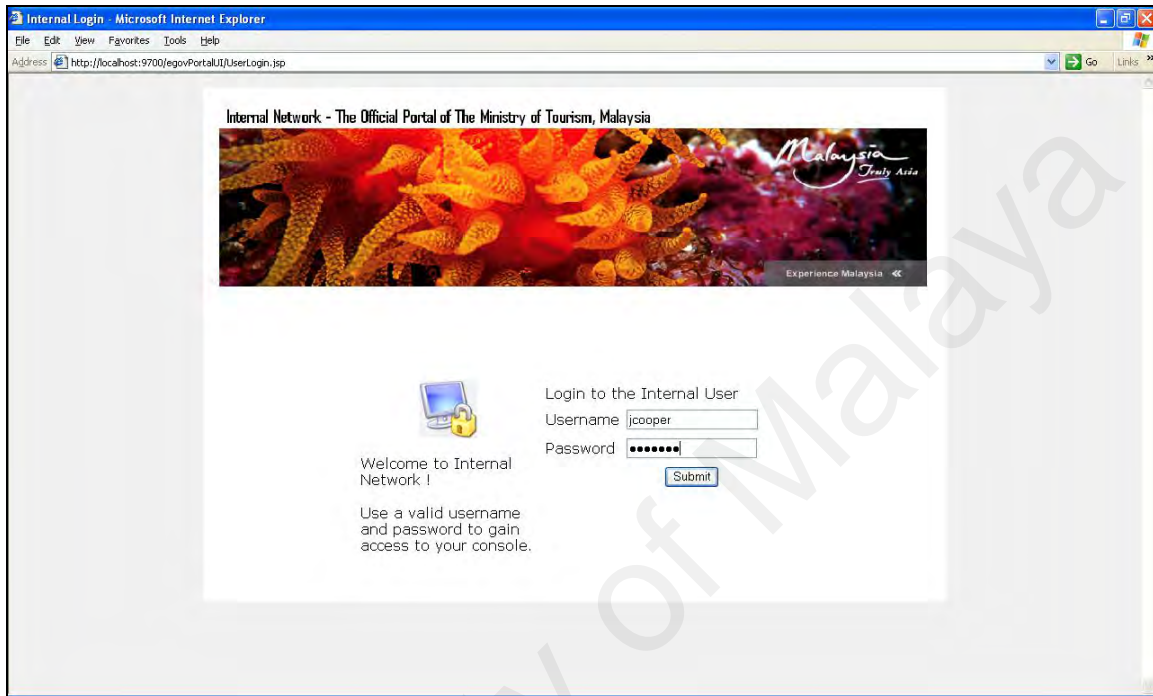 Internal Login - Microsoft Internet Explorer
File Edit View Favorites Tools Help
Address http://localhost:9700/egovPortalUI/UserLogin.jsp Go Links »
Internal Network - The Official Portal of The Ministry of Tourism, Malaysia
Malaysia
Truly Asia
Experience Malaysia «
Login to the Internal User
Username jcooper
Password •••••••
Submit
Welcome to Internal
Network !
Use a valid username
and password to gain
access to your console.
of Malaya